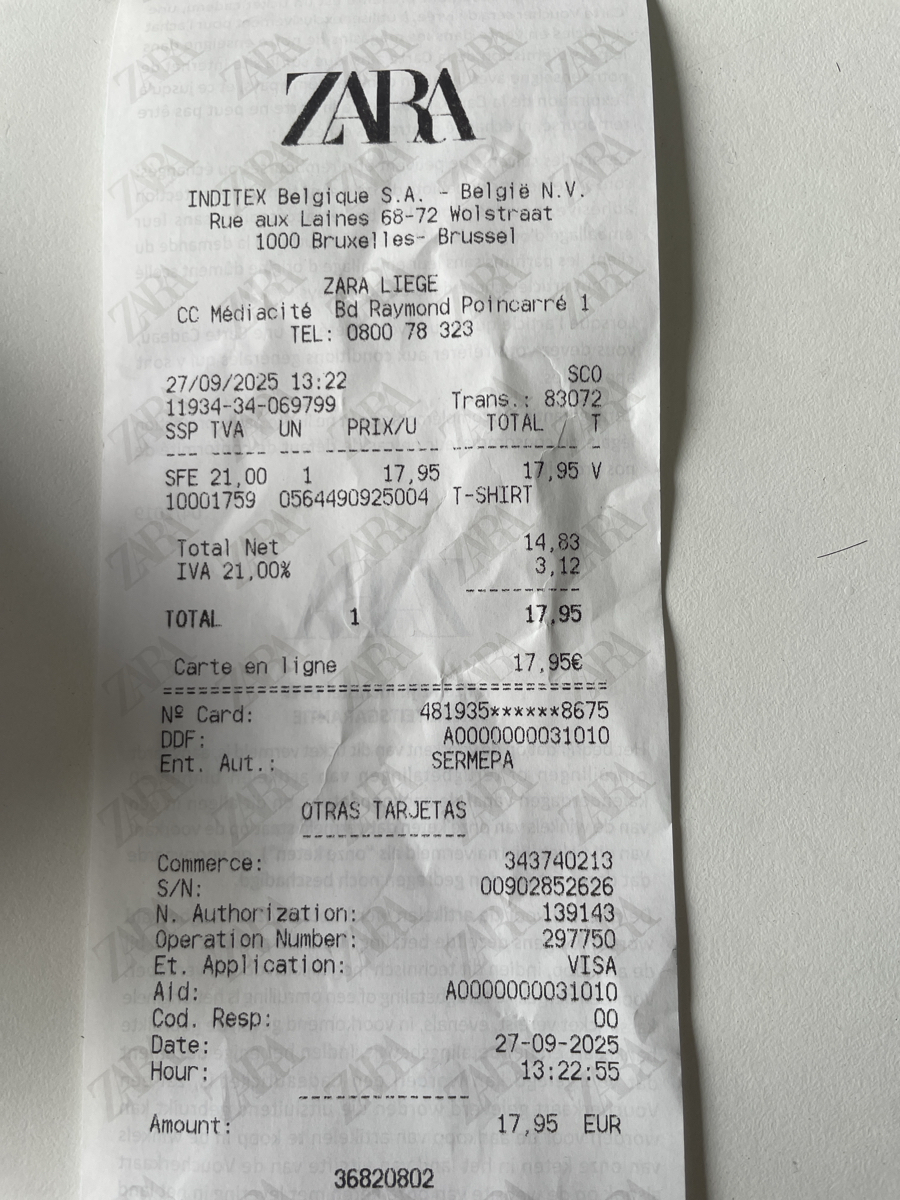 ZARA
INDITEX Belgique S.A. - België N.V.
Rue aux Laines 68-72 Wolstraat
1000 Bruxelles- Brussel
ZARA LIEGE
CC Médiacité Bd Raymond Poincarré 1
TEL: 0800 78 323
27/09/2025 13:22 SCO
11934-34-069799 Trans.: 83072
SSP TVA UN PRIX/U TOTAL T
--- ----- --- ---------- ----------- -
SFE 21,00 1 17,95 17,95 V
10001759 0564490925004 T-SHIRT
Total Net 14,83
IVA 21,00% 3,12
----------
TOTAL 1 17,95
Carte en ligne 17,95€
======================================
Nº Card: 481935******8675
DDF: A0000000031010
Ent. Aut.: SERMEPA
OTRAS TARJETAS
--------------
Commerce: 343740213
S/N: 00902852626
N. Authorization: 139143
Operation Number: 297750
Et. Application: VISA
Aid: A0000000031010
Cod. Resp: 00
Date: 27-09-2025
Hour: 13:22:55
--------------
Amount: 17,95 EUR
36820802